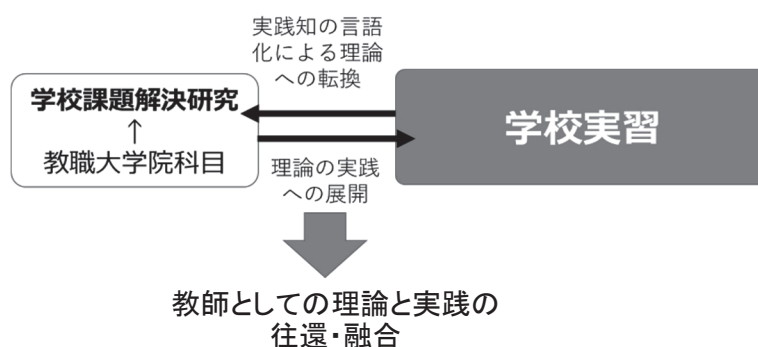 実践知の言語
化による理論
への転換
学校課題解決研究
↑
教職大学院科目
学校実習
理論の実践
への展開
教師としての理論と実践の
往還・融合